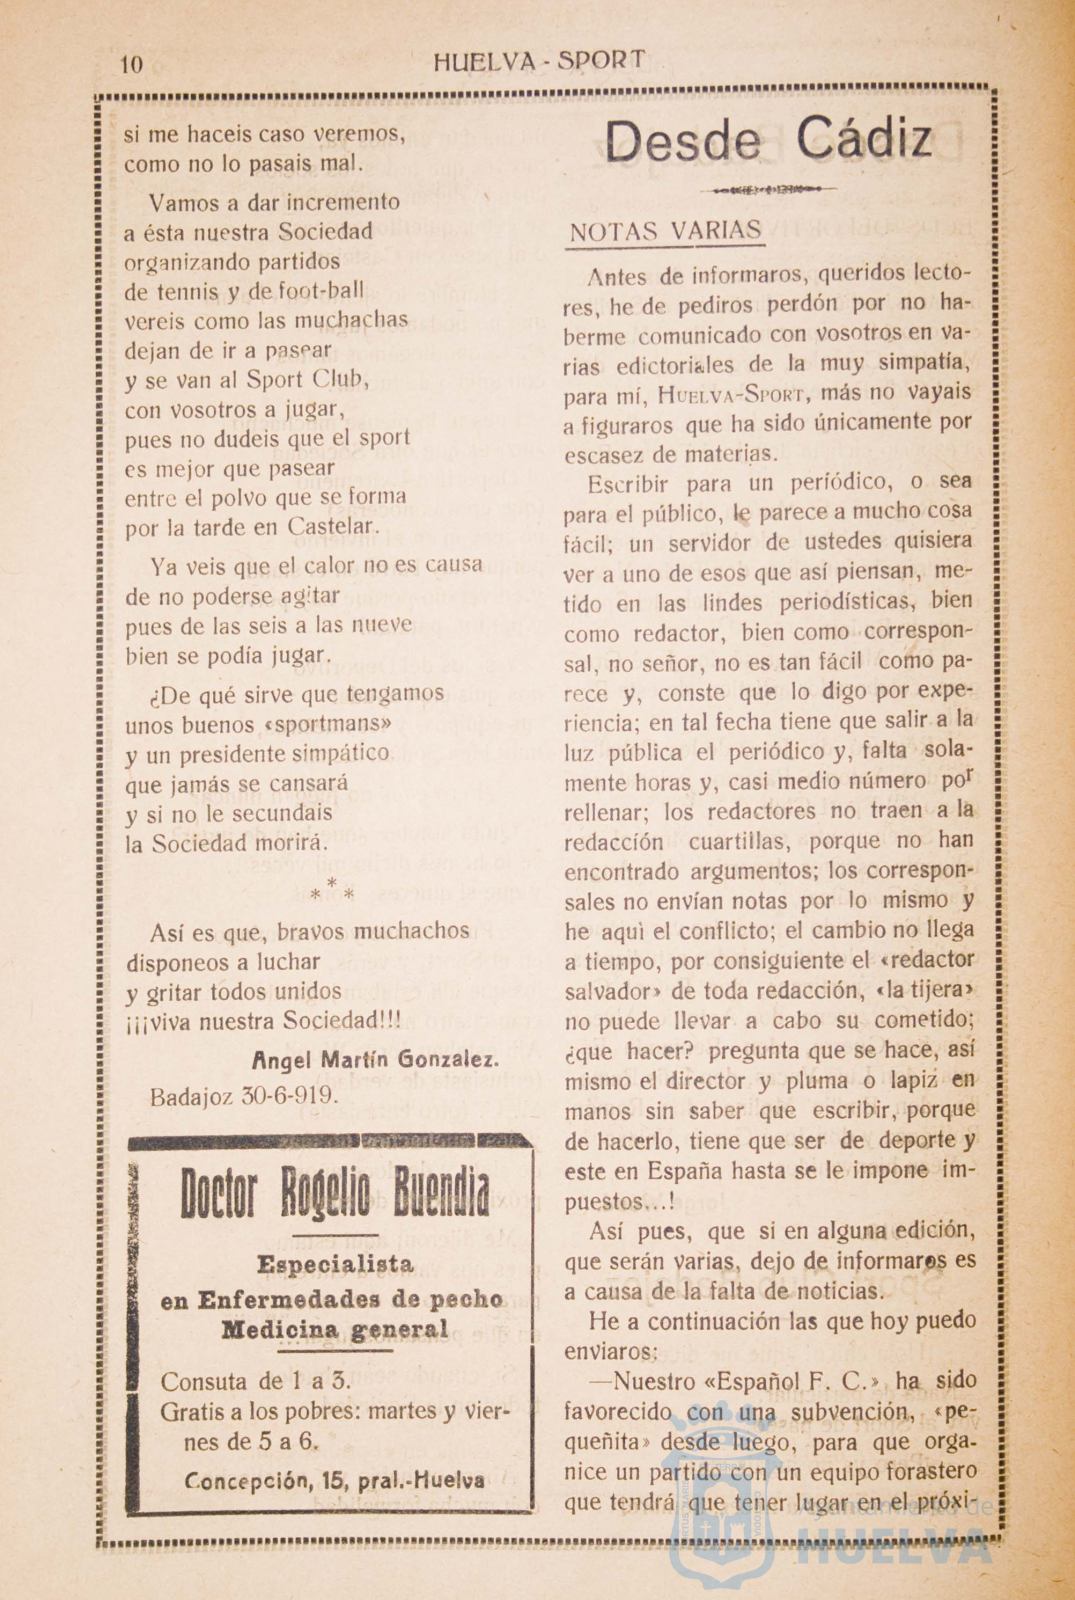 10
HUELVA - SPORT
si me haceis caso veremos,
como no lo pasais mal.
Vamos a dar incremento
a ésta nuestra Sociedad
organizando partidos
de tennis y de foot-ball
vereis como las muchachas
dejan de ir a pasear
y se van al Sport Club,
con vosotros a jugar,
pues no dudeis que el sport
es mejor que pasear
entre el polvo que se forma
por la tarde en Castelar.
Ya veis que el calor no es causa
de no poderse agitar
pues de las seis a las nueve
bien se podía jugar.
¿De qué sirve que tengamos
unos buenos «sportmans»
y un presidente simpático
que jamás se cansará
y si no le secundais
la Sociedad morirá.
* * *
Así es que, bravos muchachos
disponeos a luchar
y gritar todos unidos
¡¡¡viva nuestra Sociedad!!!
Angel Martín Gonzalez.
Badajoz 30-6-919.
Doctor Rogelio Buendia
Especialista
en Enfermedades de pecho
Medicina general
Consuta de 1 a 3.
Gratis a los pobres: martes y vier-
nes de 5 a 6.
Concepción, 15, pral.-Huelva
Desde Cádiz
NOTAS VARIAS
Antes de informaros, queridos lecto-
res, he de pediros perdón por no ha-
berme comunicado con vosotros en va-
rias edictoriales de la muy simpatía,
para mí, HUELVA-SPORT, más no vayais
a figuraros que ha sido únicamente por
escasez de materias.
Escribir para un períódico, o sea
para el público, le parece a mucho cosa
fácil; un servidor de ustedes quisiera
ver a uno de esos que así piensan, me-
tido en las lindes periodísticas, bien
como redactor, bien como correspon-
sal, no señor, no es tan fácil como pa-
rece y, conste que lo digo por expe-
riencia; en tal fecha tiene que salir a la
luz pública el periódico y, falta sola-
mente horas y, casi medio número por
rellenar; los redactores no traen a la
redaccíón cuartillas, porque no han
encontrado argumentos; los correspon-
sales no envían notas por lo mismo y
he aquì el conflicto; el cambio no llega
a tiempo, por consiguiente el «redactor
salvador» de toda redacción, «la tijera»
no puede llevar a cabo su cometido;
¿que hacer? pregunta que se hace, así
mismo el director y pluma o lapiz en
manos sin saber que escribir, porque
de hacerlo, tiene que ser de deporte y
este en España hasta se le impone im-
puestos...!
Así pues, que si en alguna edición,
que serán varias, dejo de informaros es
a causa de la falta de noticias.
He a continuación las que hoy puedo
enviaros:
—Nuestro «Español F. C.» ha sido
favorecido con una subvención, «pe-
queñita» desde luego, para que orga-
nice un partido con un equipo forastero
que tendrá que tener lugar en el próxi-
Ayuntamiento de
HUELVA